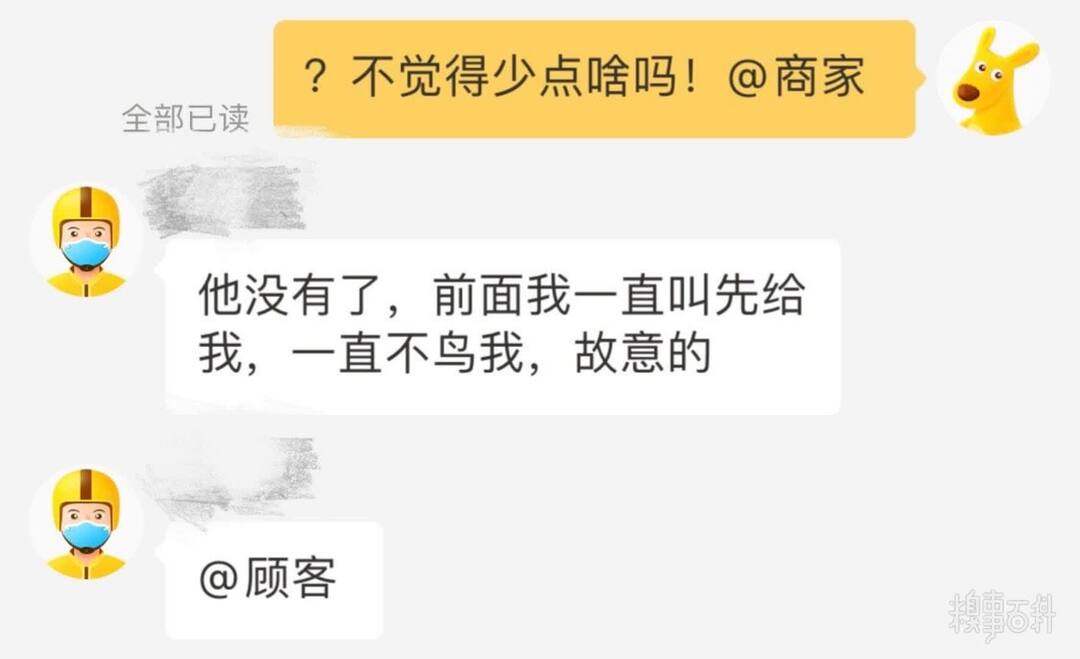 ？不觉得少点啥吗！@商家
全部已读
他没有了，前面我一直叫先给
我，一直不鸟我，故意的
@顾客
糗事百科